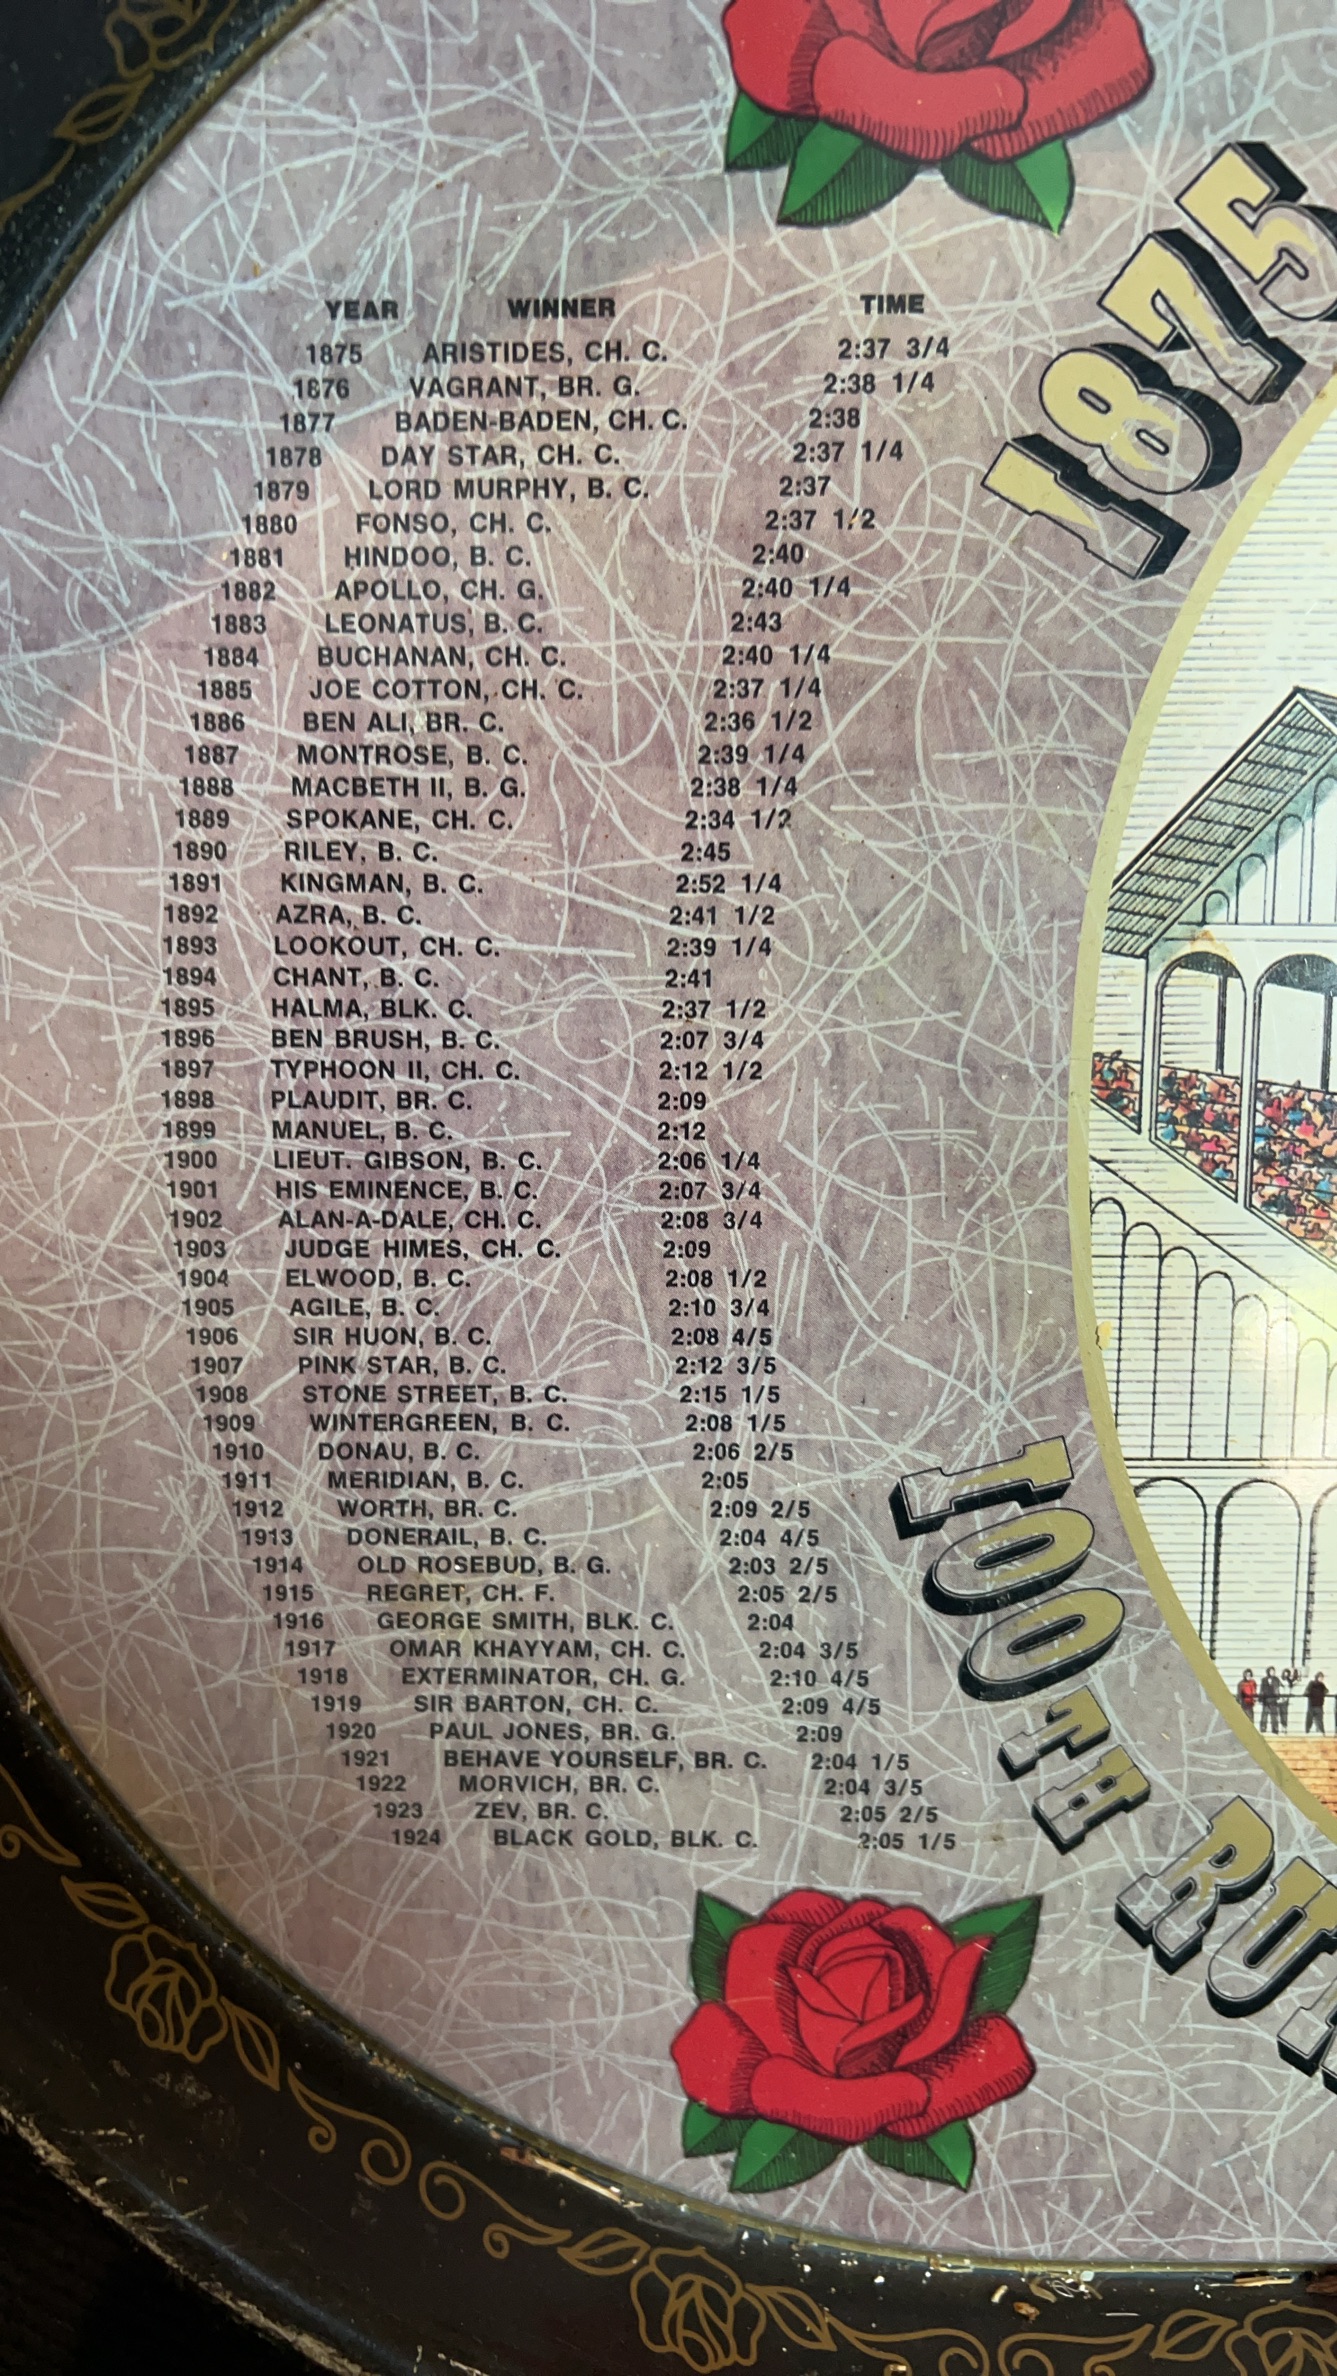 YEAR WINNER TIME
1875 ARISTIDES, CH. C. 2:37 3/4
1876 VAGRANT, BR. G. 2:38 1/4
1877 BADEN-BADEN, CH. C. 2:38
1878 DAY STAR, CH. C. 2:37 1/4
1879 LORD MURPHY, B. C. 2:37
1880 FONSO, CH. C. 2:37 1/2
1881 HINDOO, B. C. 2:40
1882 APOLLO, CH. G. 2:40 1/4
1883 LEONATUS, B. C. 2:43
1884 BUCHANAN, CH. C. 2:40 1/4
1885 JOE COTTON, CH. C. 2:37 1/4
1886 BEN ALI, BR. C. 2:36 1/2
1887 MONTROSE, B. C. 2:39 1/4
1888 MACBETH II, B. G. 2:38 1/4
1889 SPOKANE, CH. C. 2:34 1/2
1890 RILEY, B. C. 2:45
1891 KINGMAN, B. C. 2:52 1/4
1892 AZRA, B. C. 2:41 1/2
1893 LOOKOUT, CH. C. 2:39 1/4
1894 CHANT, B. C. 2:41
1895 HALMA, BLK. C. 2:37 1/2
1896 BEN BRUSH, B. C. 2:07 3/4
1897 TYPHOON II, CH. C. 2:12 1/2
1898 PLAUDIT, BR. C. 2:09
1899 MANUEL, B. C. 2:12
1900 LIEUT. GIBSON, B. C. 2:06 1/4
1901 HIS EMINENCE, B. C. 2:07 3/4
1902 ALAN-A-DALE, CH. C. 2:08 3/4
1903 JUDGE HIMES, CH. C. 2:09
1904 ELWOOD, B. C. 2:08 1/2
1905 AGILE, B. C. 2:10 3/4
1906 SIR HUON, B. C. 2:08 4/5
1907 PINK STAR, B. C. 2:12 3/5
1908 STONE STREET, B. C. 2:15 1/5
1909 WINTERGREEN, B. C. 2:08 1/5
1910 DONAU, B. C. 2:06 2/5
1911 MERIDIAN, B. C. 2:05
1912 WORTH, BR. C. 2:09 2/5
1913 DONERAIL, B. C. 2:04 4/5
1914 OLD ROSEBUD, B. G. 2:03 2/5
1915 REGRET, CH. F. 2:05 2/5
1916 GEORGE SMITH, BLK. C. 2:04
1917 OMAR KHAYYAM, CH. C. 2:04 3/5
1918 EXTERMINATOR, CH. G. 2:10 4/5
1919 SIR BARTON, CH. C. 2:09 4/5
1920 PAUL JONES, BR. G. 2:09
1921 BEHAVE YOURSELF, BR. C. 2:04 1/5
1922 MORVICH, BR. C. 2:04 3/5
1923 ZEV, BR. C. 2:05 2/5
1924 BLACK GOLD, BLK. C. 2:05 1/5
1875
100TH